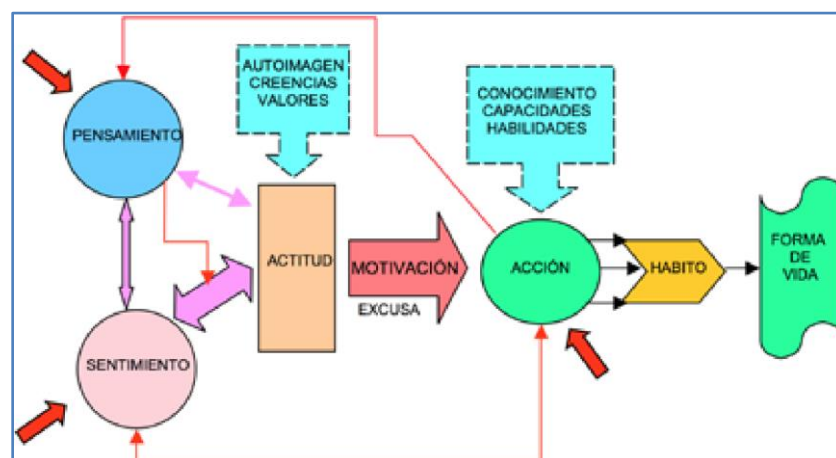 AUTOIMAGEN
CREENCIAS
VALORES
CONOCIMIENTO
CAPACIDADES
HABILIDADES
PENSAMIENTO
ACTITUD
MOTIVACIÓN
EXCUSA
ACCIÓN
HABITO
FORMA
DE
VIDA
SENTIMIENTO